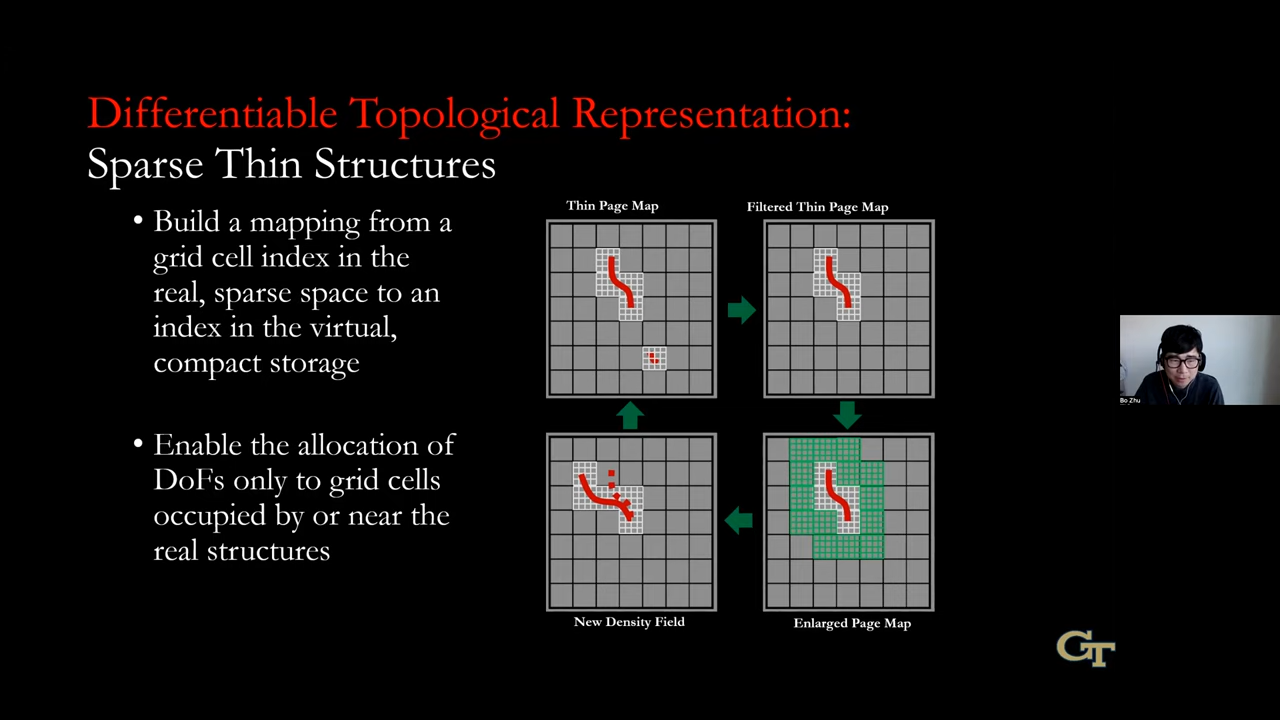 Differentiable Topological Representation:
Sparse Thin Structures
• Build a mapping from a
grid cell index in the
real, sparse space to an
index in the virtual,
compact storage
• Enable the allocation of
DoFs only to grid cells
occupied by or near the
real structures
Thin Page Map
Filtered Thin Page Map
New Density Field
Enlarged Page Map
Bo Zhu
GT